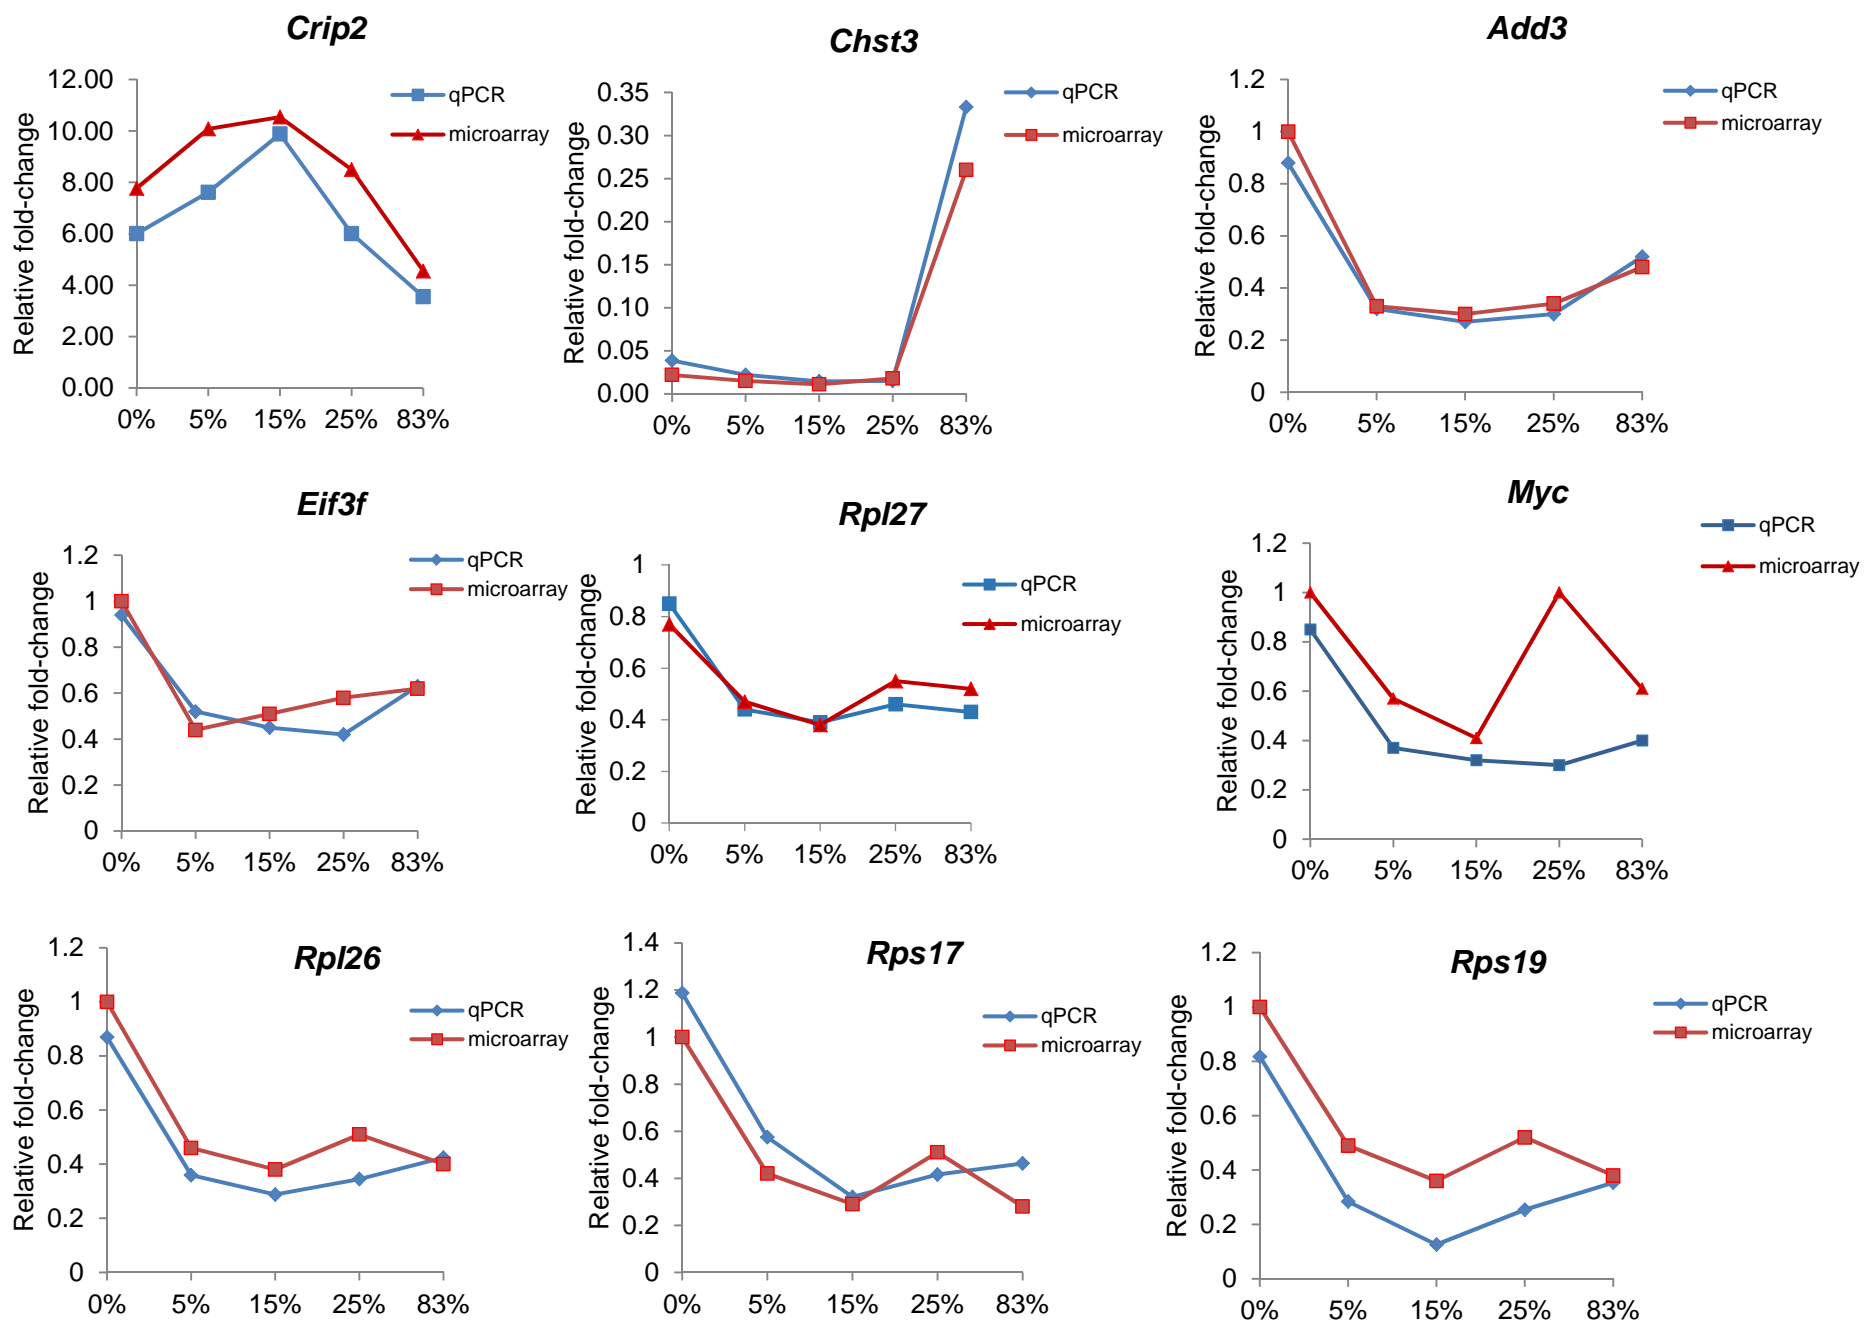 Crip2
12.00
10.00
8.00
6.00
4.00
2.00
0.00
Relative fold-change
0% 5% 15% 25% 83%
qPCR
microarray
Chst3
0.35
0.30
0.25
0.20
0.15
0.10
0.05
0.00
Relative fold-change
0% 5% 15% 25% 83%
qPCR
microarray
Add3
1.2
1
0.8
0.6
0.4
0.2
0
Relative fold-change
0% 5% 15% 25% 83%
qPCR
microarray
Eif3f
1.2
1
0.8
0.6
0.4
0.2
0
Relative fold-change
0% 5% 15% 25% 83%
qPCR
microarray
Rpl27
1
0.8
0.6
0.4
0.2
0
Relative fold-change
0% 5% 15% 25% 83%
qPCR
microarray
Myc
1.2
1
0.8
0.6
0.4
0.2
0
Relative fold-change
0% 5% 15% 25% 83%
qPCR
microarray
Rpl26
1.2
1
0.8
0.6
0.4
0.2
0
Relative fold-change
0% 5% 15% 25% 83%
qPCR
microarray
Rps17
1.4
1.2
1
0.8
0.6
0.4
0.2
0
Relative fold-change
0% 5% 15% 25% 83%
qPCR
microarray
Rps19
1.2
1
0.8
0.6
0.4
0.2
0
Relative fold-change
0% 5% 15% 25% 83%
qPCR
microarray